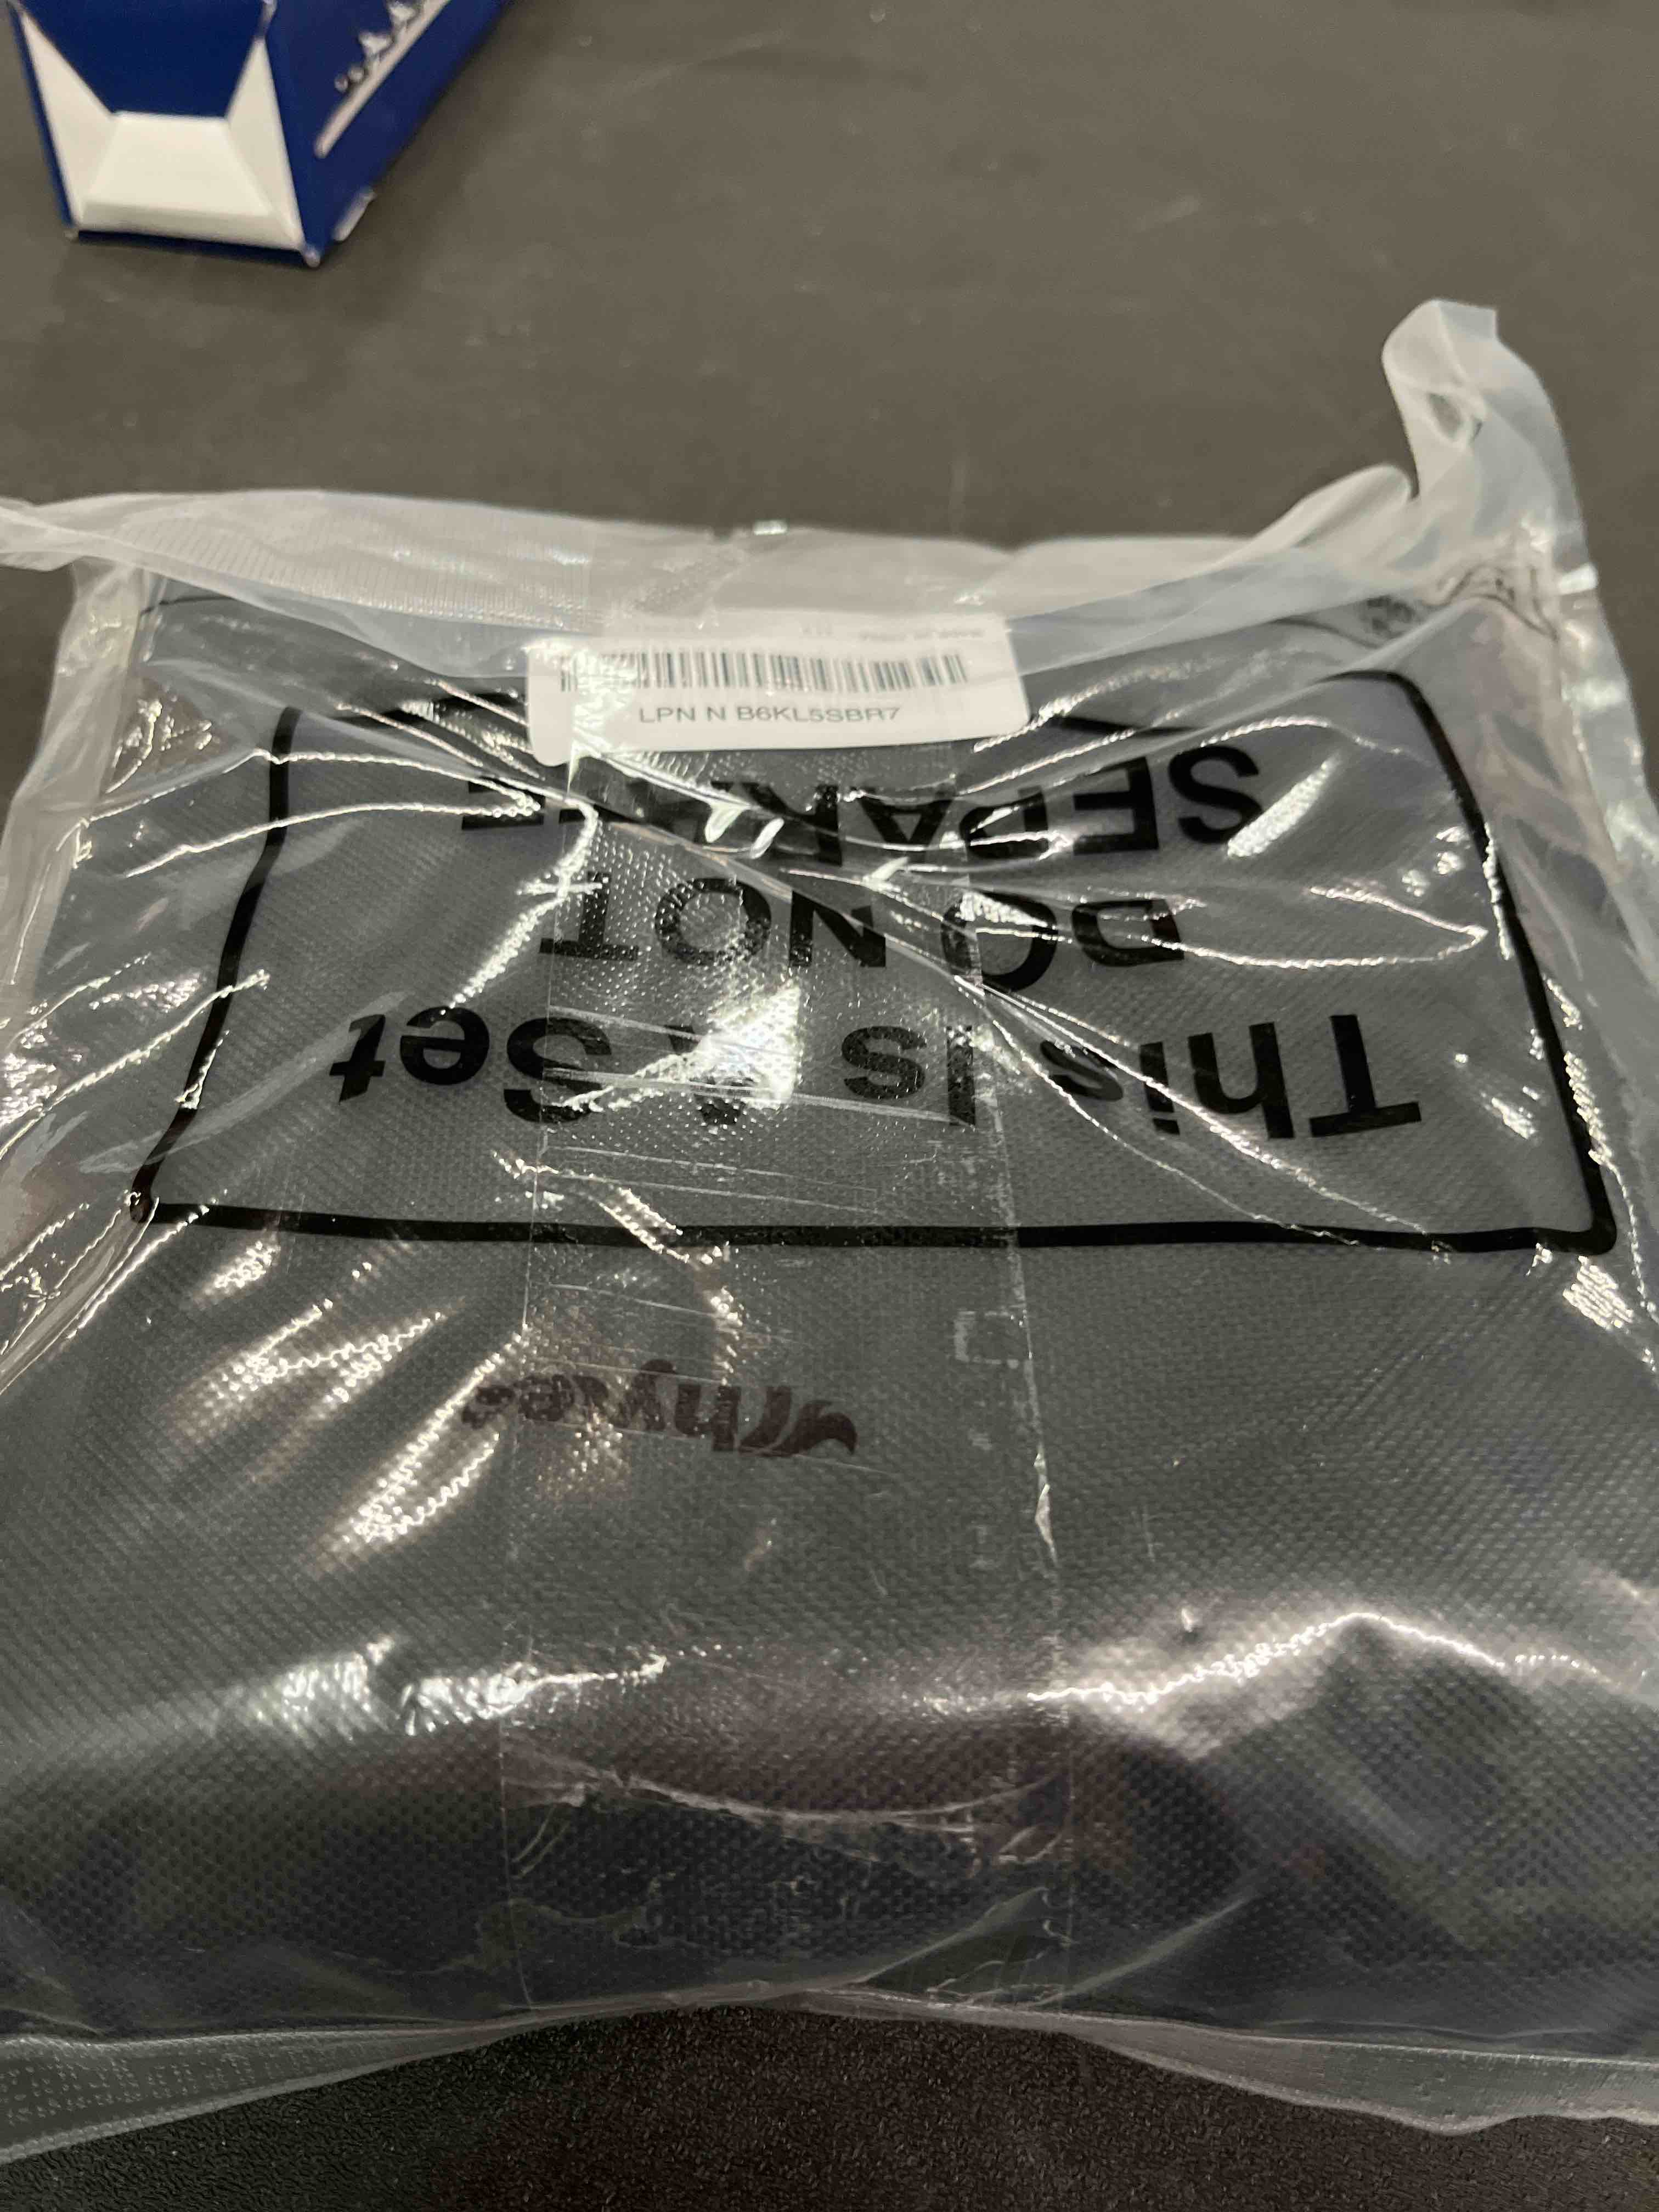 LPN N B6KL5SBR7
This Is A Set
DO NOT
SEPARATE